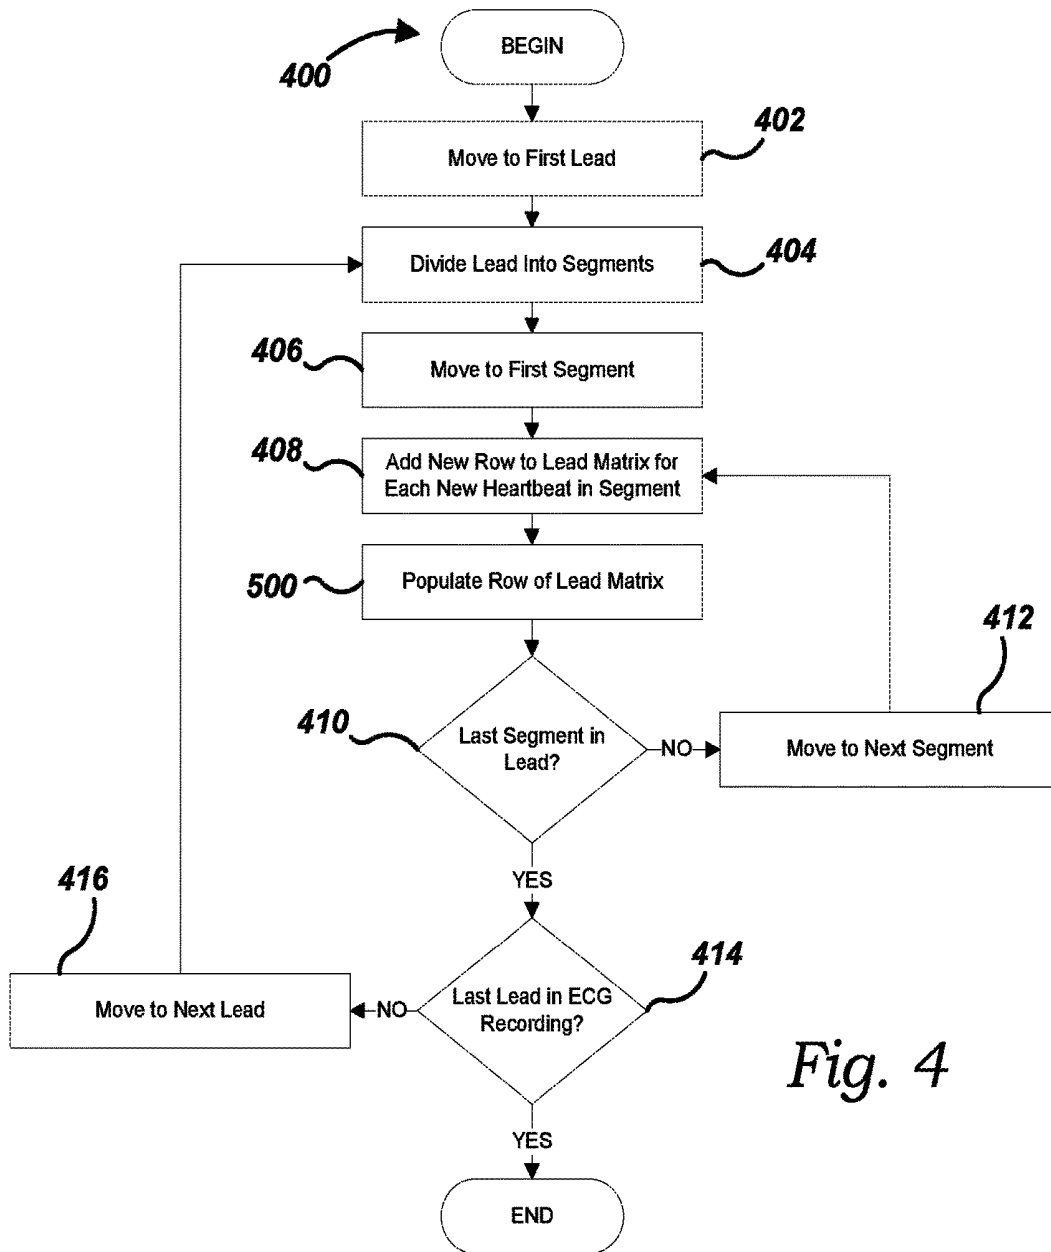 BEGIN
400
Move to First Lead
402
Divide Lead Into Segments
404
406
Move to First Segment
408
Add New Row to Lead Matrix for
Each New Heartbeat in Segment
500
Populate Row of Lead Matrix
412
410
Last Segment in
Lead?
NO
Move to Next Segment
YES
416
414
Move to Next Lead
NO
Last Lead in ECG
Recording?
Fig. 4
YES
END